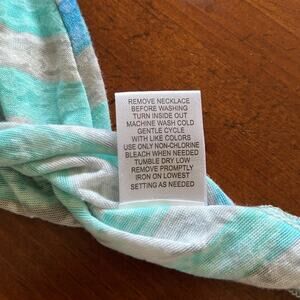 REMOVE NECKLACE
BEFORE WASHING
TURN INSIDE OUT
MACHINE WASH COLD
GENTLE CYCLE
WITH LIKE COLORS
USE ONLY NON-CHLORINE
BLEACH WHEN NEEDED
TUMBLE DRY LOW
REMOVE PROMPTLY
IRON ON LOWEST
SETTING AS NEEDED